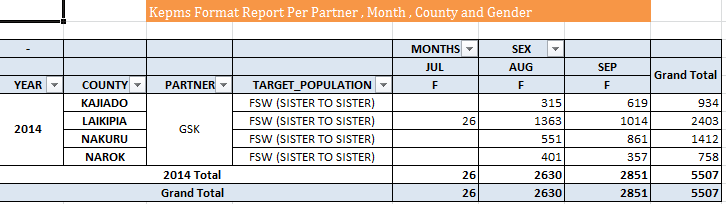 Kepms Format Report Per Partner , Month , County and Gender
- MONTHS SEX
JUL AUG SEP Grand Total
YEAR COUNTY PARTNER TARGET_POPULATION F F F
2014 KAJIADO GSK FSW (SISTER TO SISTER) 315 619 934
LAIKIPIA FSW (SISTER TO SISTER) 26 1363 1014 2403
NAKURU FSW (SISTER TO SISTER) 551 861 1412
NAROK FSW (SISTER TO SISTER) 401 357 758
2014 Total 26 2630 2851 5507
Grand Total 26 2630 2851 5507